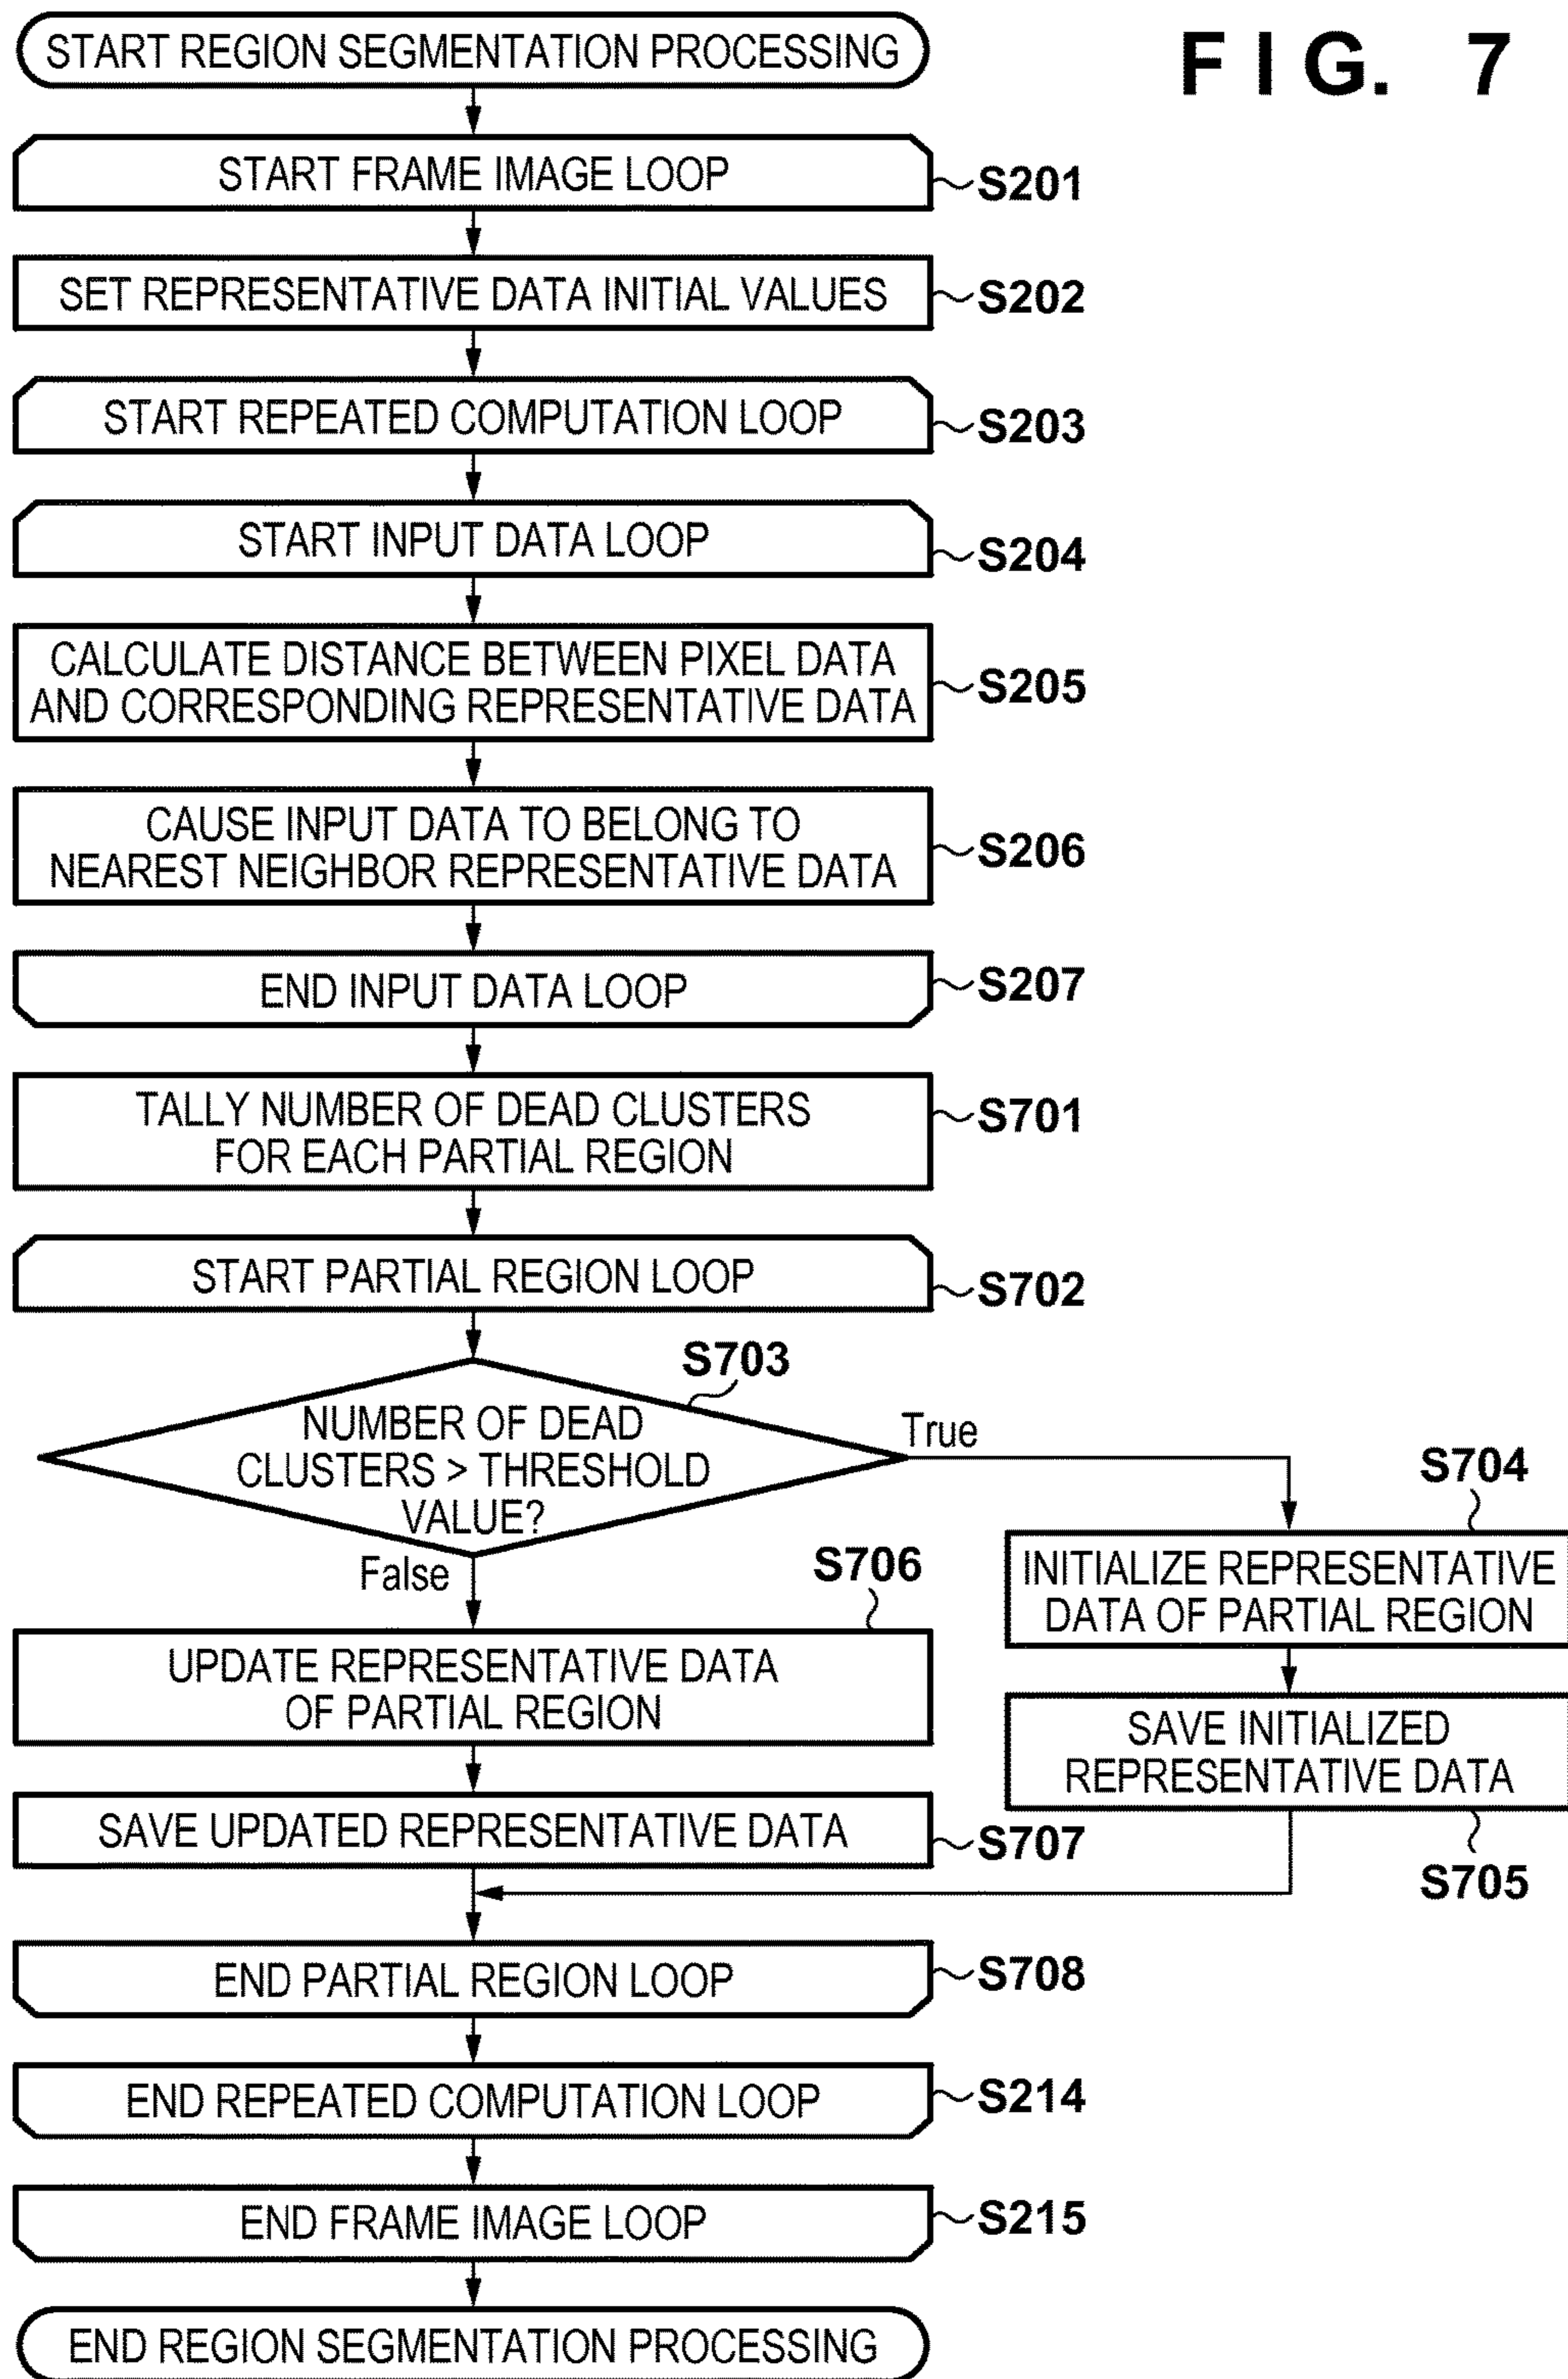 START REGION SEGMENTATION PROCESSING
FIG. 7
START FRAME IMAGE LOOP
S201
SET REPRESENTATIVE DATA INITIAL VALUES
S202
START REPEATED COMPUTATION LOOP
S203
START INPUT DATA LOOP
S204
CALCULATE DISTANCE BETWEEN PIXEL DATA
AND CORRESPONDING REPRESENTATIVE DATA
S205
CAUSE INPUT DATA TO BELONG TO
NEAREST NEIGHBOR REPRESENTATIVE DATA
S206
END INPUT DATA LOOP
S207
TALLY NUMBER OF DEAD CLUSTERS
FOR EACH PARTIAL REGION
S701
START PARTIAL REGION LOOP
S702
S703
NUMBER OF DEAD
CLUSTERS > THRESHOLD
VALUE?
True
False
S704
INITIALIZE REPRESENTATIVE
DATA OF PARTIAL REGION
SAVE INITIALIZED
REPRESENTATIVE DATA
S705
S706
UPDATE REPRESENTATIVE DATA
OF PARTIAL REGION
SAVE UPDATED REPRESENTATIVE DATA
S707
END PARTIAL REGION LOOP
S708
END REPEATED COMPUTATION LOOP
S214
END FRAME IMAGE LOOP
S215
END REGION SEGMENTATION PROCESSING